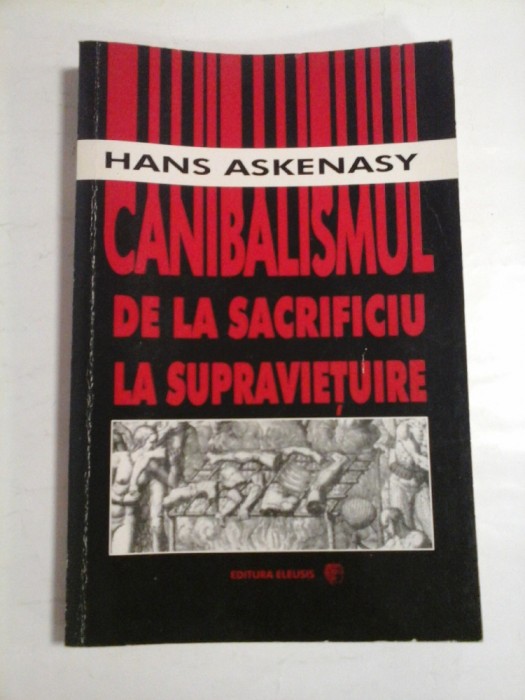 HANS ASKENASY
CANIBALISMUL
DE LA SACRIFICIU
LA SUPRAVIEȚUIRE
EDITURA ELEUSIS